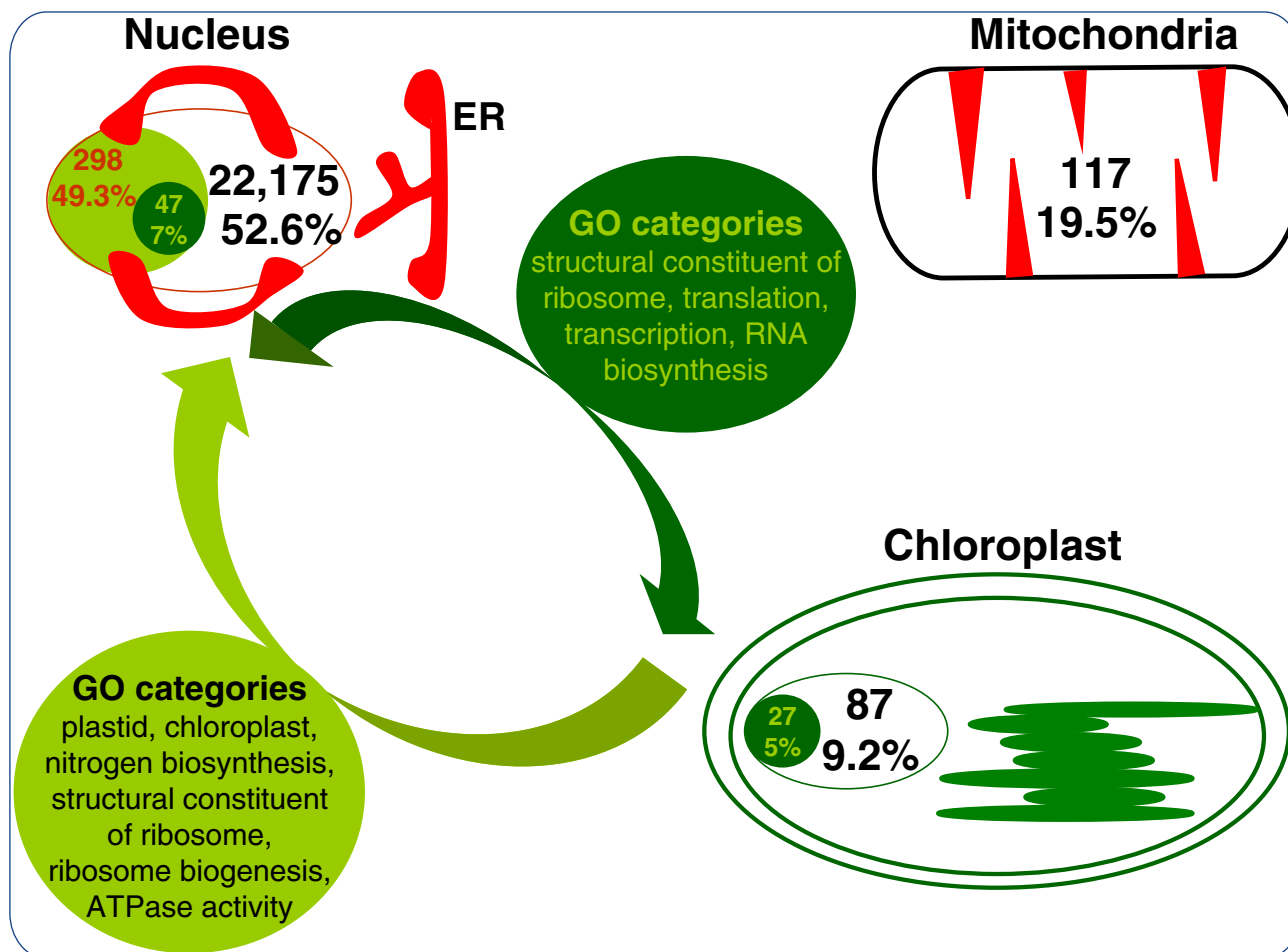 Nucleus
ER
298
49.3%
47
7%
22,175
52.6%
Mitochondria
117
19.5%
GO categories
structural constituent of
ribosome, translation,
transcription, RNA
biosynthesis
Chloroplast
27
5%
87
9.2%
GO categories
plastid, chloroplast,
nitrogen biosynthesis,
structural constituent
of ribosome,
ribosome biogenesis,
ATPase activity